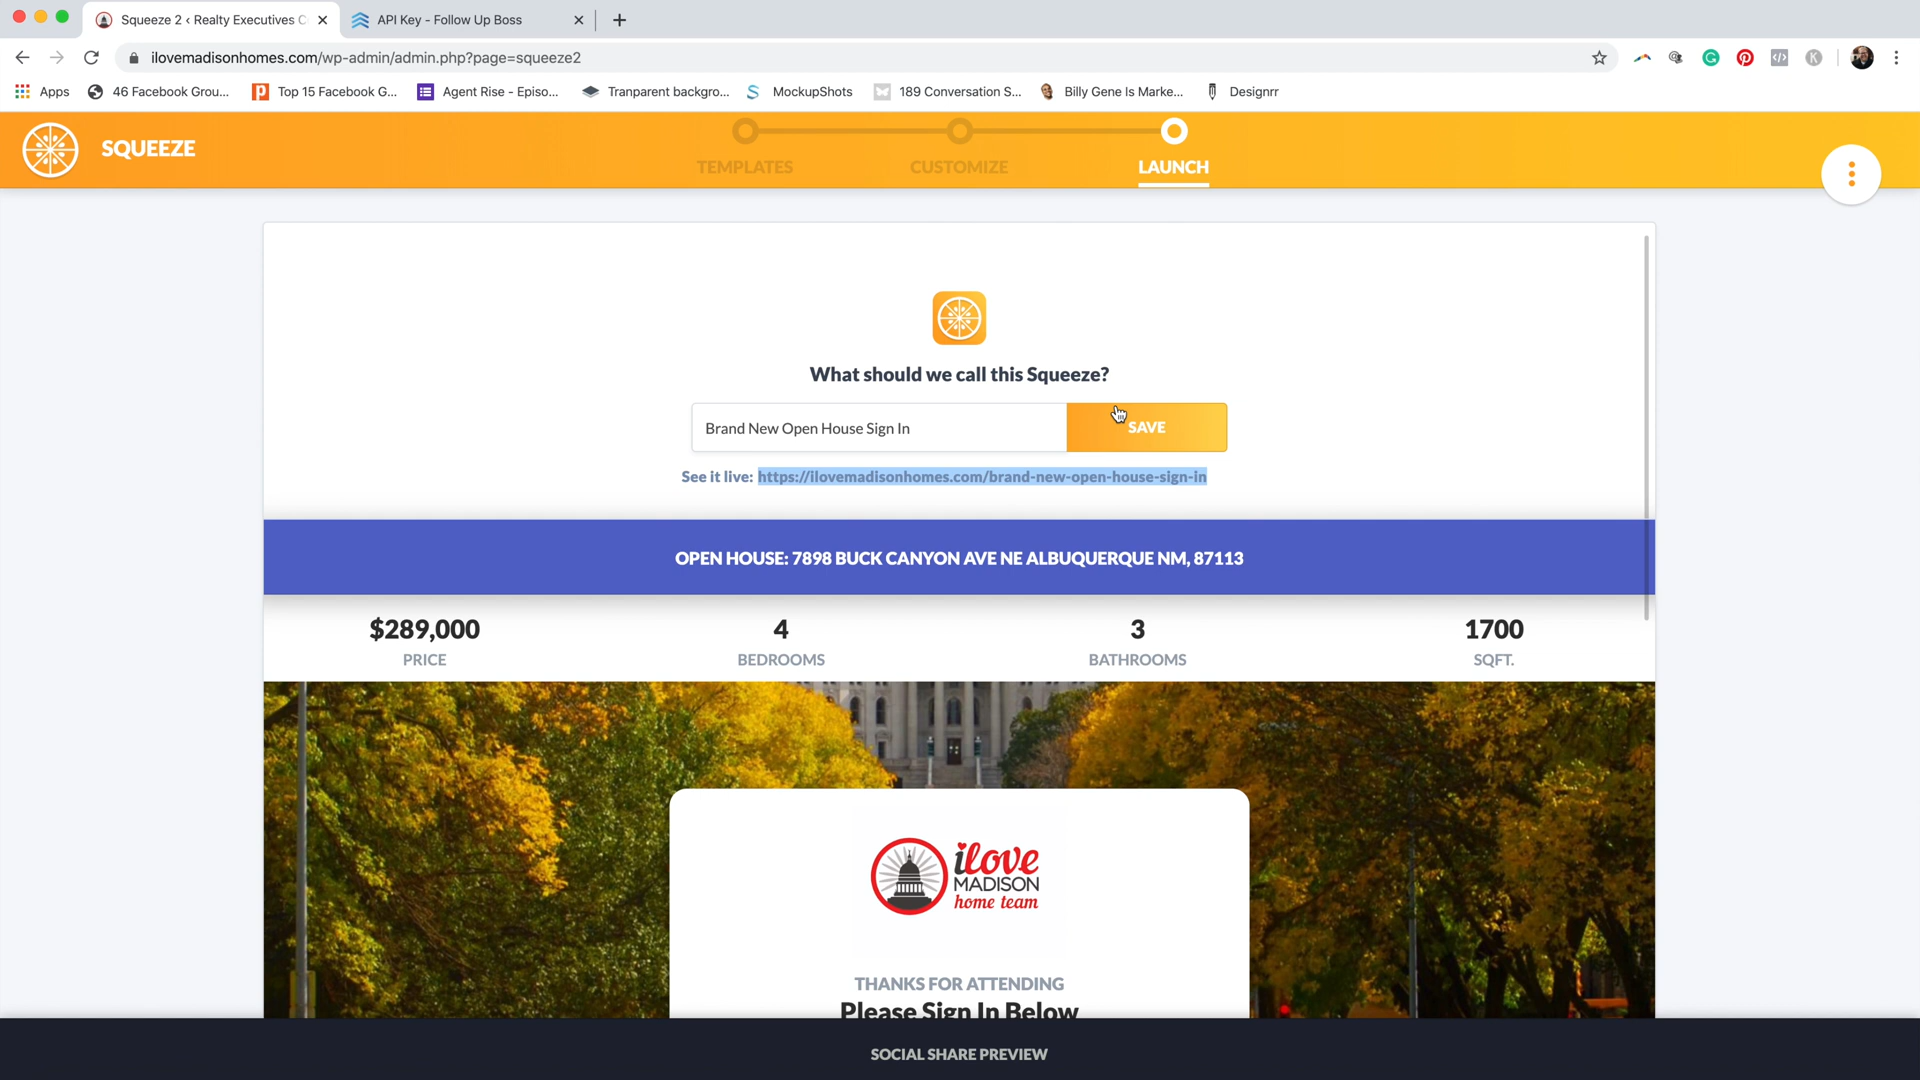 Squeeze 2 ‹ Realty Executives C
API Key - Follow Up Boss
ilovemadisonhomes.com/wp-admin/admin.php?page=squeeze2
Apps
46 Facebook Grou...
Top 15 Facebook G...
Agent Rise - Episo...
Tranparent backgro...
MockupShots
189 Conversation S...
Billy Gene Is Marke...
Designrr
SQUEEZE
TEMPLATES
CUSTOMIZE
LAUNCH
What should we call this Squeeze?
Brand New Open House Sign In
SAVE
See it live: https://ilovemadisonhomes.com/brand-new-open-house-sign-in
OPEN HOUSE: 7898 BUCK CANYON AVE NE ALBUQUERQUE NM, 87113
$289,000
PRICE
4
BEDROOMS
3
BATHROOMS
1700
SQFT.
ilove
MADISON
home team
THANKS FOR ATTENDING
Please Sign In Below
SOCIAL SHARE PREVIEW